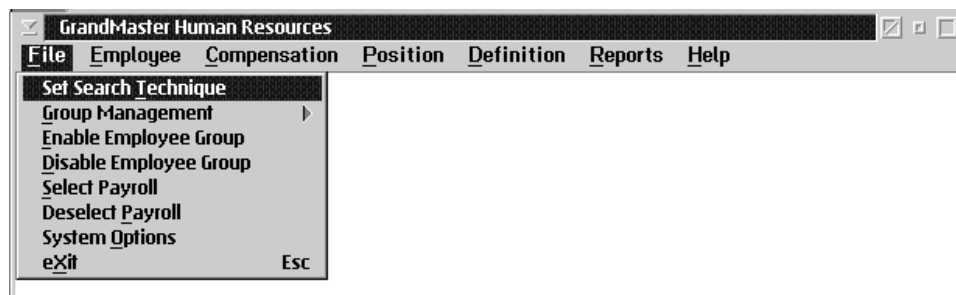 GrandMaster Human Resources
File Employee Compensation Position Definition Reports Help
Set Search Technique
Group Management
Enable Employee Group
Disable Employee Group
Select Payroll
Deselect Payroll
System Options
eXit Esc